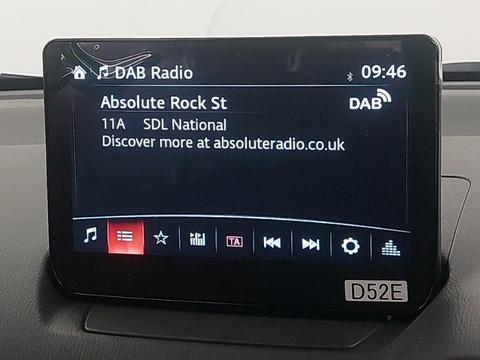 DAB Radio 09:46
Absolute Rock St DAB
11A SDL National
Discover more at absoluteradio.co.uk
TA
D52E